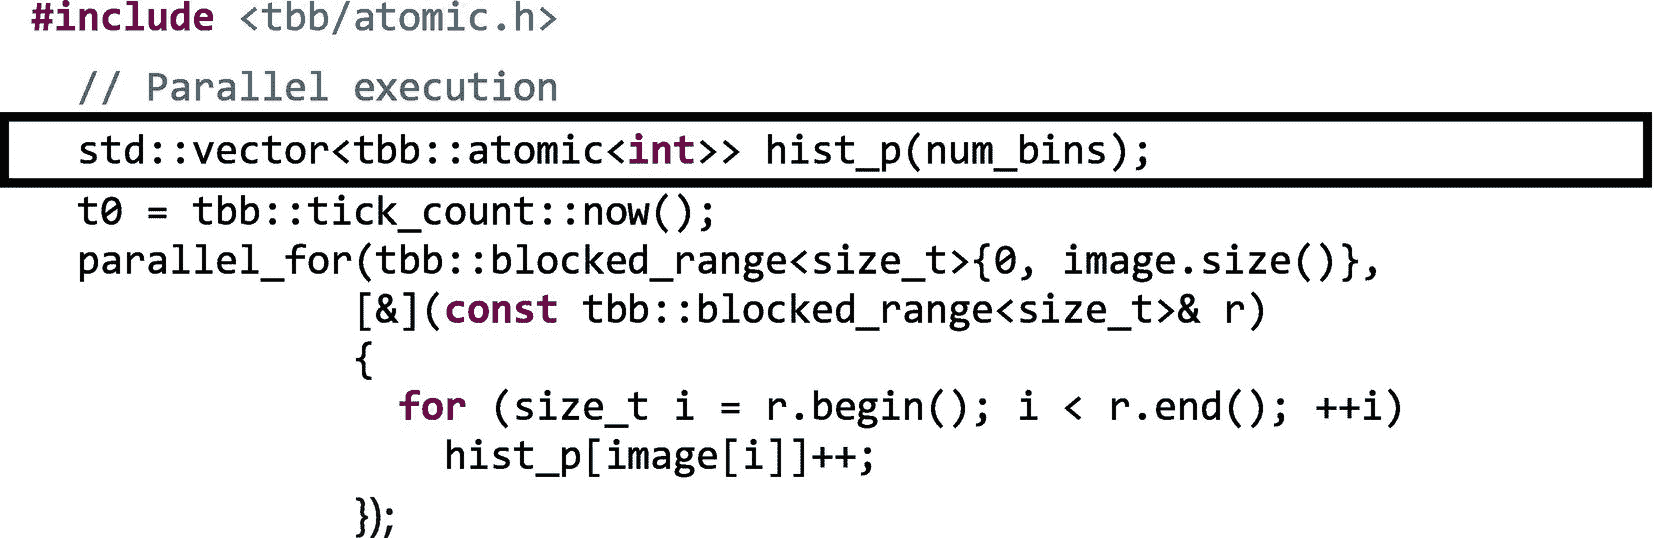 #include <tbb/atomic.h>
// Parallel execution
std::vector<tbb::atomic<int>> hist_p(num_bins);
t0 = tbb::tick_count::now();
parallel_for(tbb::blocked_range<size_t>{0, image.size()},
[&](const tbb::blocked_range<size_t>& r)
{
for (size_t i = r.begin(); i < r.end(); ++i)
hist_p[image[i]]++;
});